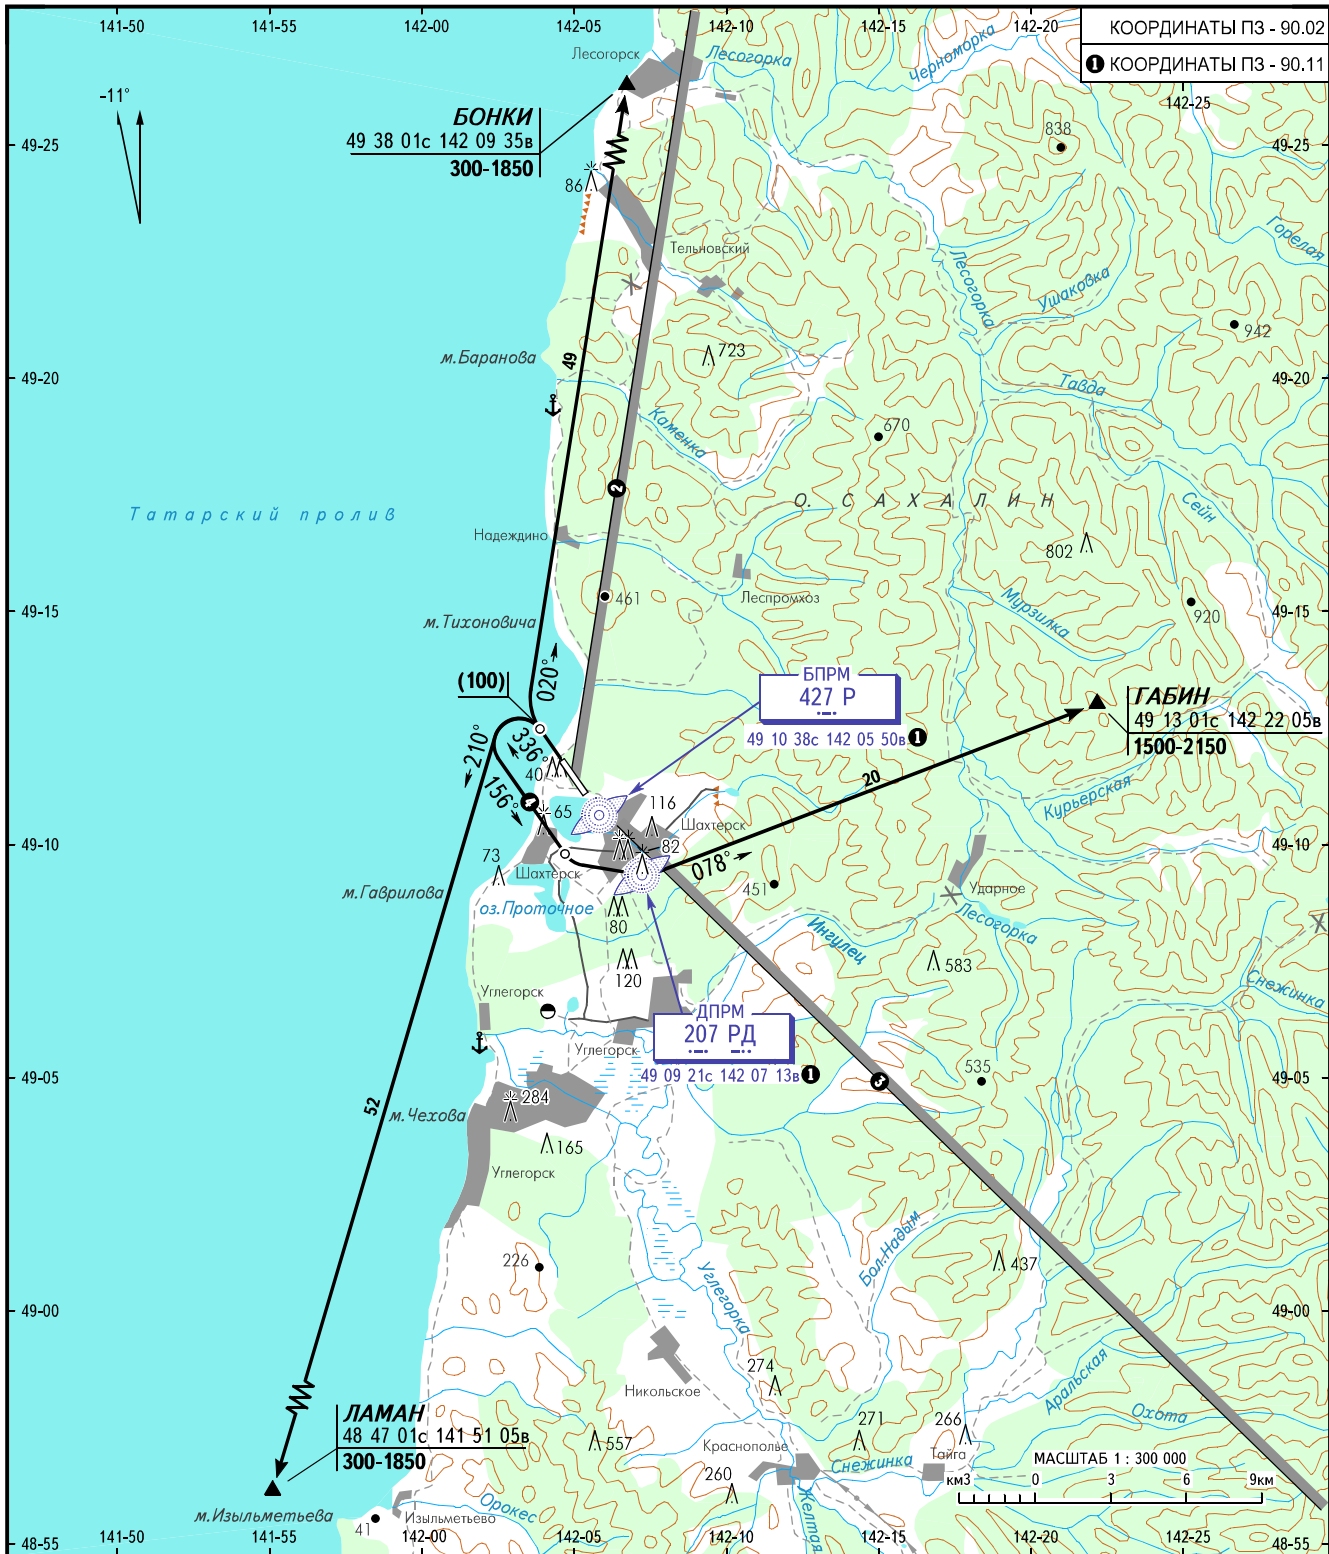 141-50 141-55 142-00 142-05 142-10 142-15 142-20
КООРДИНАТЫ ПЗ - 90.02
1 КООРДИНАТЫ ПЗ - 90.11
142-25
-11°
Лесогорск
Лесогорка
Черноморка
БОНКИ
49 38 01с 142 09 35в
300-1850
838
49-25
49-25
86
Тельновский
Горелая
Лесогорка
Ушаковка
942
м.Баранова
49
723
49-20
49-20
Тавда
Каменка
670
2
О. САХАЛИН
Сейн
Татарский пролив
Надеждино
802
461
Леспромхоз
Мурзилка
920
49-15
49-15
м.Тихоновича
020°
(100)
БПРМ
427 Р
49 10 38с 142 05 50в 1
ГАБИН
49 13 01с 142 22 05в
1500-2150
210°
336°
40
156°
4
65
20
Курьерская
116
Шахтерск
82
49-10
49-10
73
Шахтерск
078°
451
Ударное
м.Гаврилова
оз.Проточное
80
Ингулец
Лесогорка
120
583
Снежинка
Углегорск
ДПРМ
207 РД
49 09 21с 142 07 13в 1
Углегорск
535
3
49-05
49-05
52
м.Чехова
284
165
Углегорск
226
Бол.Надым
437
Углегорка
49-00
49-00
274
Никольское
Аральская
Охота
ЛАМАН
48 47 01с 141 51 05в
300-1850
557
271
266
Краснополье
Снежинка
Тайга
МАСШТАБ 1 : 300 000
км3 0 3 6 9км
260
Желтая
м.Изыльметьева
41
Изыльметьево
Орокес
48-55
48-55
141-50 141-55 142-00 142-05 142-10 142-15 142-20 142-25